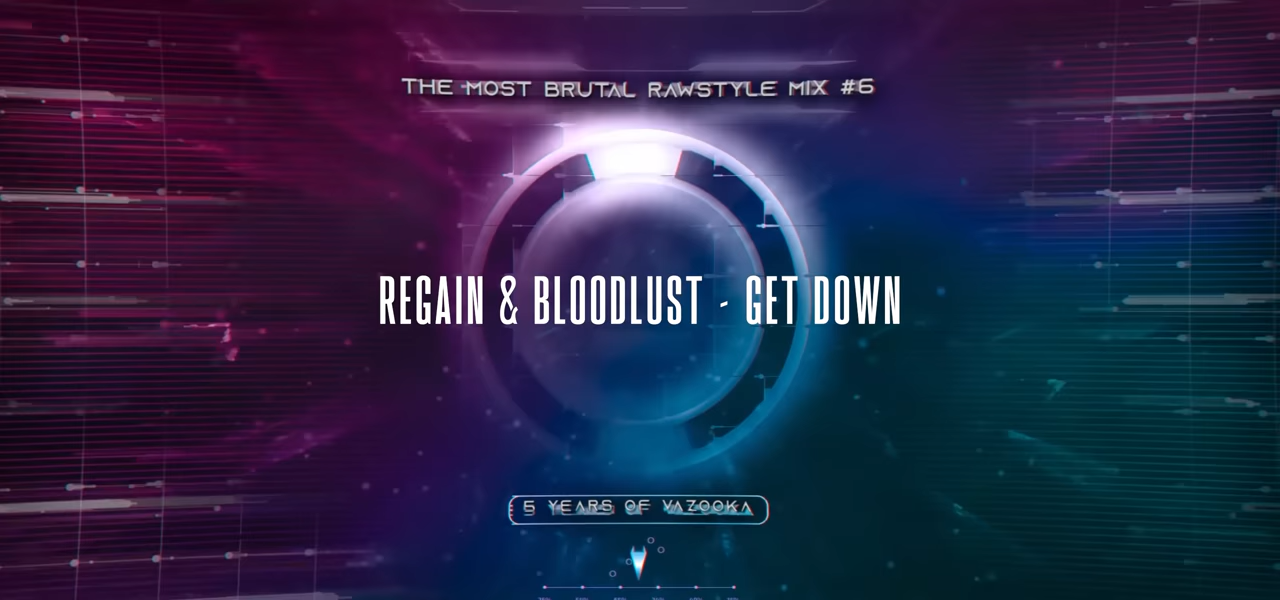 THE MOST BRUTAL RAWSTYLE MIX #6
REGAIN & BLOODLUST - GET DOWN
5 YEARS OF VAZOOKA